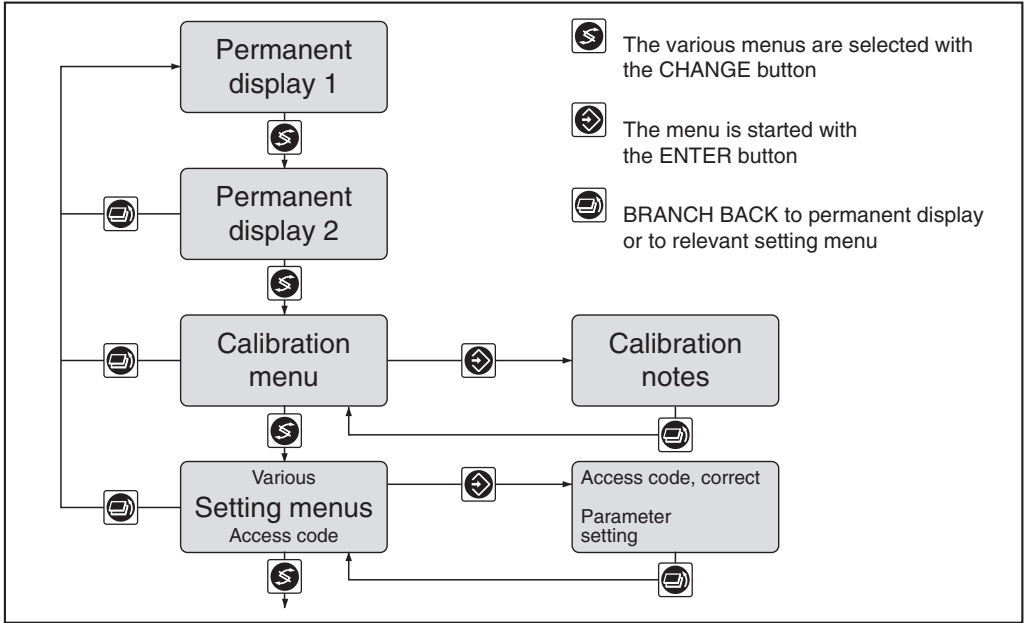 Permanent
display 1
The various menus are selected with
the CHANGE button
The menu is started with
the ENTER button
Permanent
display 2
BRANCH BACK to permanent display
or to relevant setting menu
Calibration
menu
Calibration
notes
Various
Setting menus
Access code
Access code, correct
Parameter
setting